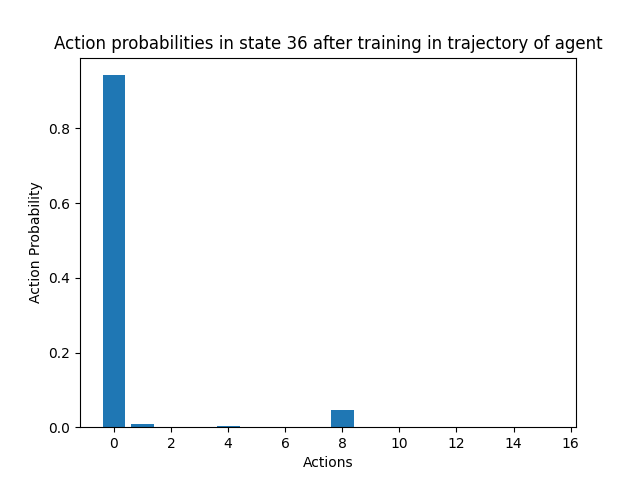 Action probabilities in state 36 after training in trajectory of agent
Action Probability
0.8
0.6
0.4
0.2
0.0
0 2 4 6 8 10 12 14 16
Actions